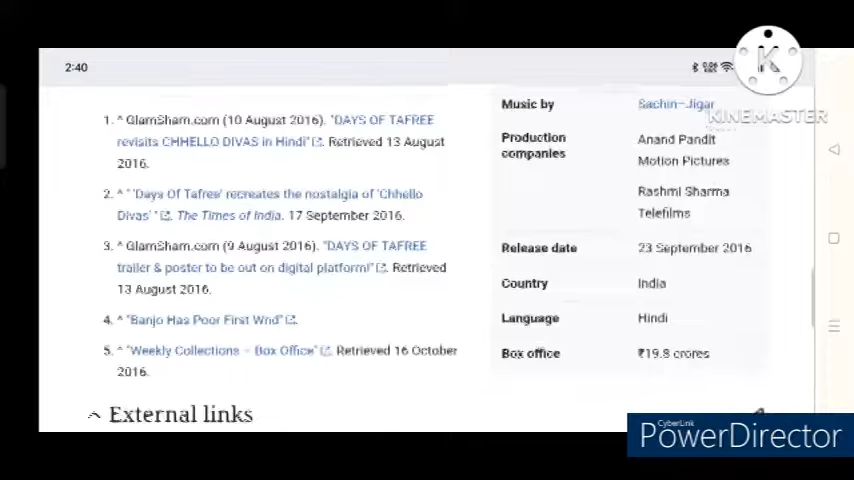 2:40
KINEMASTER
1. ^ GlamSham.com (10 August 2016). "DAYS OF TAFREE
revisits CHHELLO DIVAS in Hindi". Retrieved 13 August
2016.
2. ^ "'Days Of Tafree' recreates the nostalgia of 'Chhello
Divas' ". The Times of India. 17 September 2016.
3. ^ GlamSham.com (9 August 2016). "DAYS OF TAFREE
trailer & poster to be out on digital platform!". Retrieved
13 August 2016.
4. ^ "Banjo Has Poor First Wnd".
5. ^ "Weekly Collections – Box Office". Retrieved 16 October
2016.
External links
Music by Sachin–Jigar
Production
companies
Anand Pandit
Motion Pictures
Rashmi Sharma
Telefilms
Release date 23 September 2016
Country India
Language Hindi
Box office ₹19.8 crores
CyberLink
PowerDirector